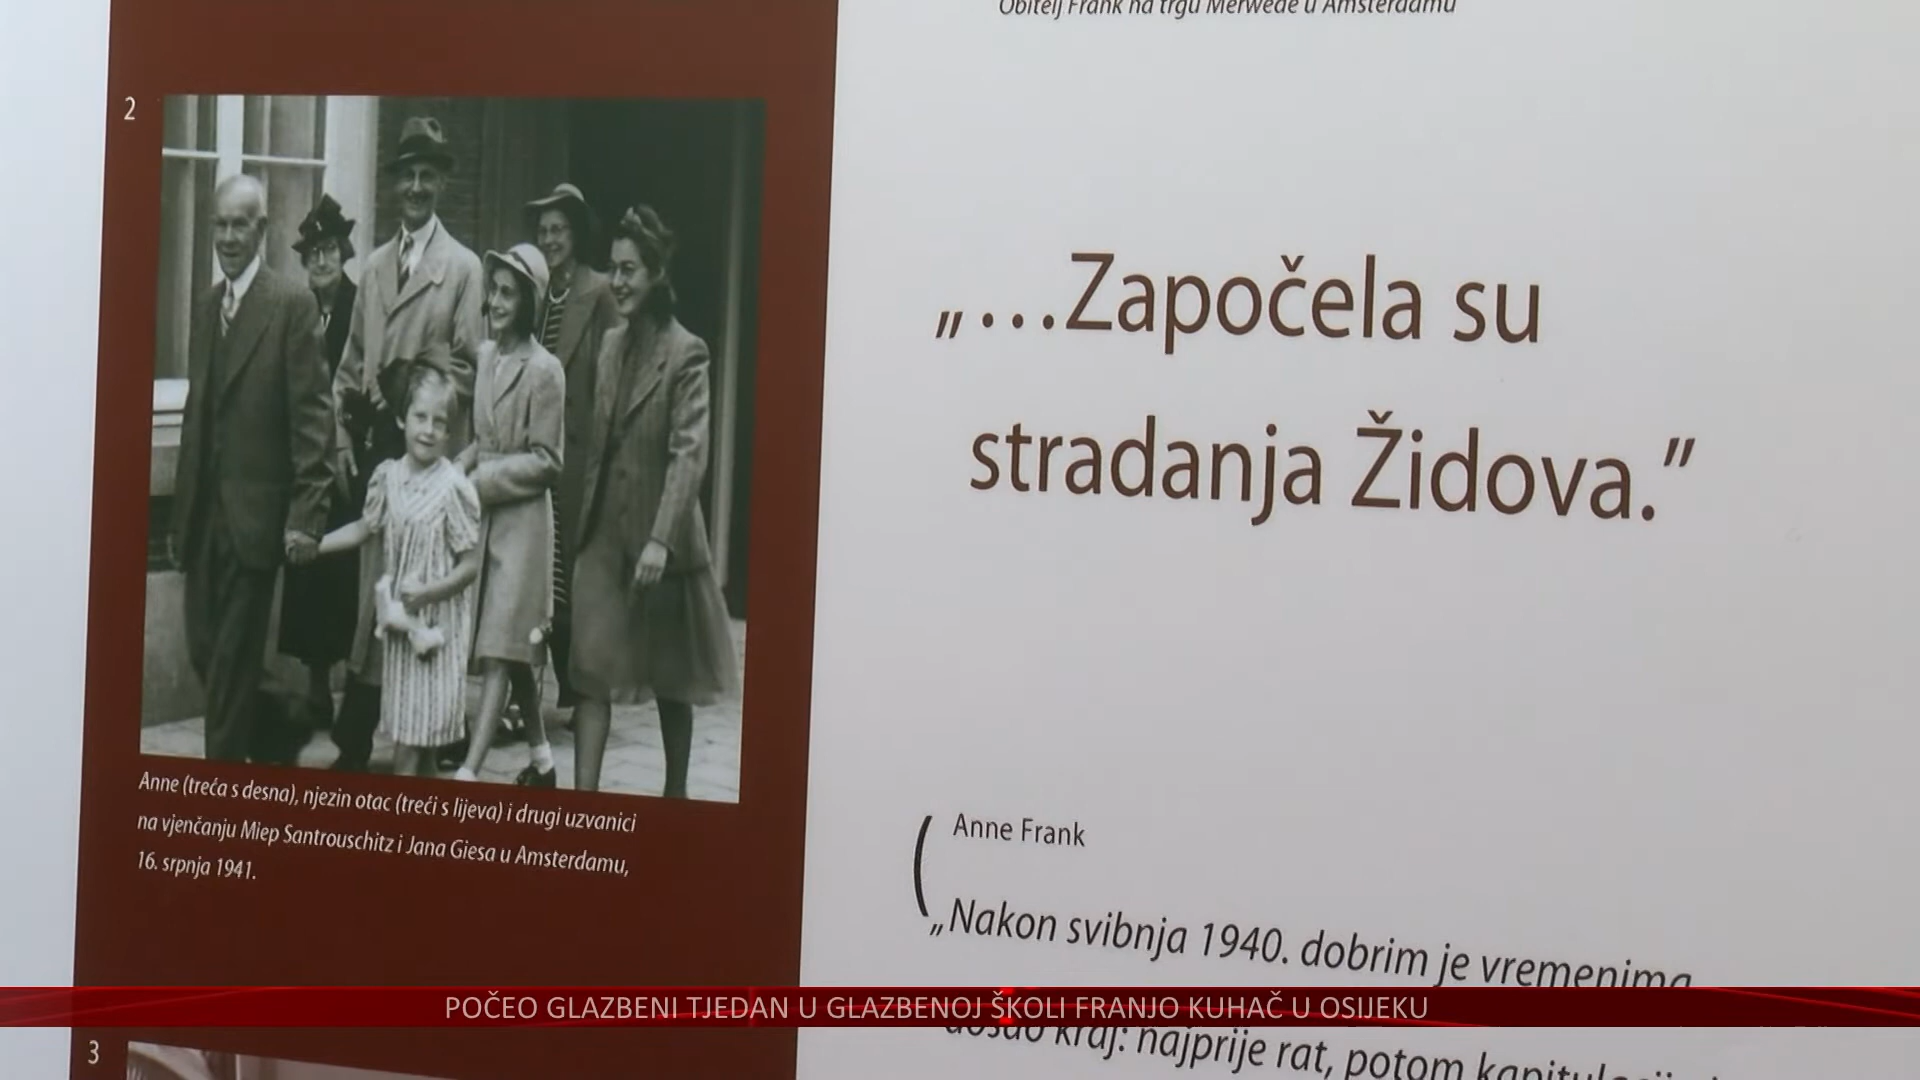 Obitelj Frank na trgu Merwede u Amsterdamu
2
„...Započela su
stradanja Židova.”
Anne (treća s desna), njezin otac (treći s lijeva) i drugi uzvanici
na vjenčanju Miep Santrouschitz i Jana Giesa u Amsterdamu,
16. srpnja 1941.
Anne Frank
„Nakon svibnja 1940. dobrim je vremenima
POČEO GLAZBENI TJEDAN U GLAZBENOJ ŠKOLI FRANJO KUHAČ U OSIJEKU
došao kraj: najprije rat, potom
3